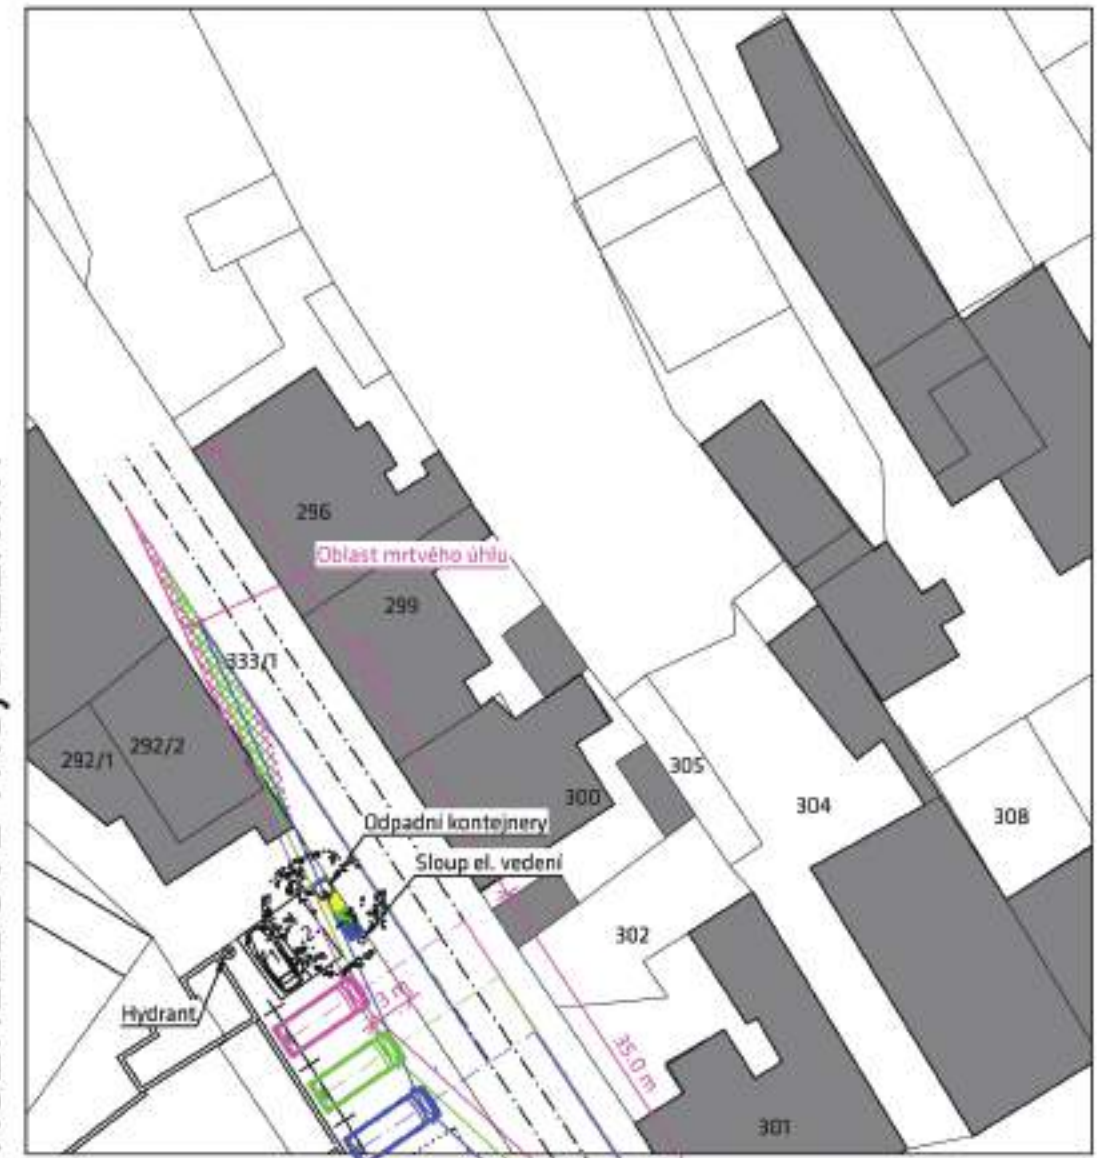 296
Oblast mrtvého úhlu
299
333/1
292/2
292/1
305
300
304
308
Odpadní kontejnery
Sloup el. vedení
302
Hydrant
3 m
35.0 m
301